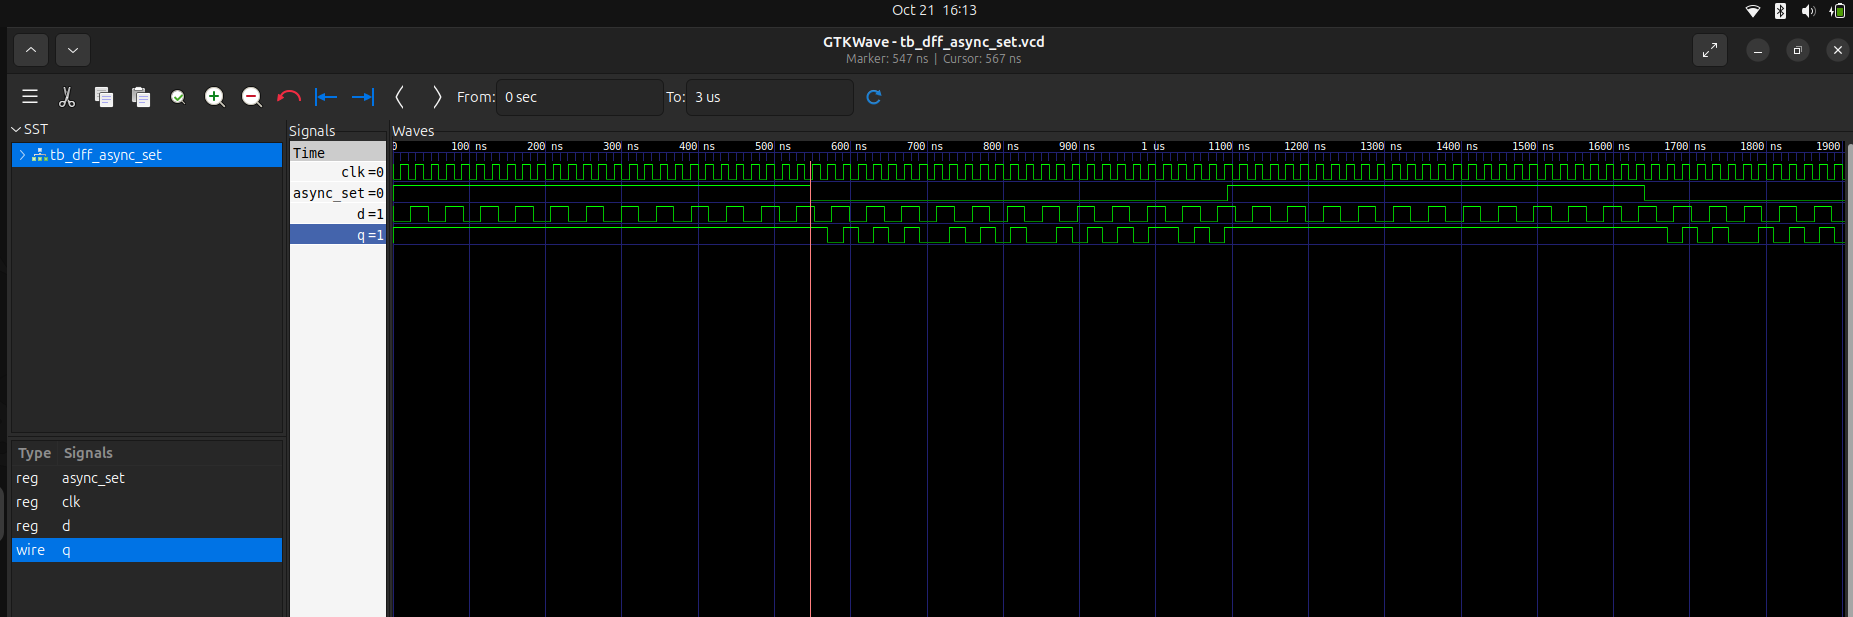 Oct 21 16:13
GTKWave - tb_dff_async_set.vcd
Marker: 547 ns | Cursor: 567 ns
From: 0 sec To: 3 us
SST
tb_dff_async_set
Type Signals
reg async_set
reg clk
reg d
wire q
Signals
Time
clk=0
async_set=0
d=1
q=1
Waves
0 100 ns 200 ns 300 ns 400 ns 500 ns 600 ns 700 ns 800 ns 900 ns 1 us 1100 ns 1200 ns 1300 ns 1400 ns 1500 ns 1600 ns 1700 ns 1800 ns 1900